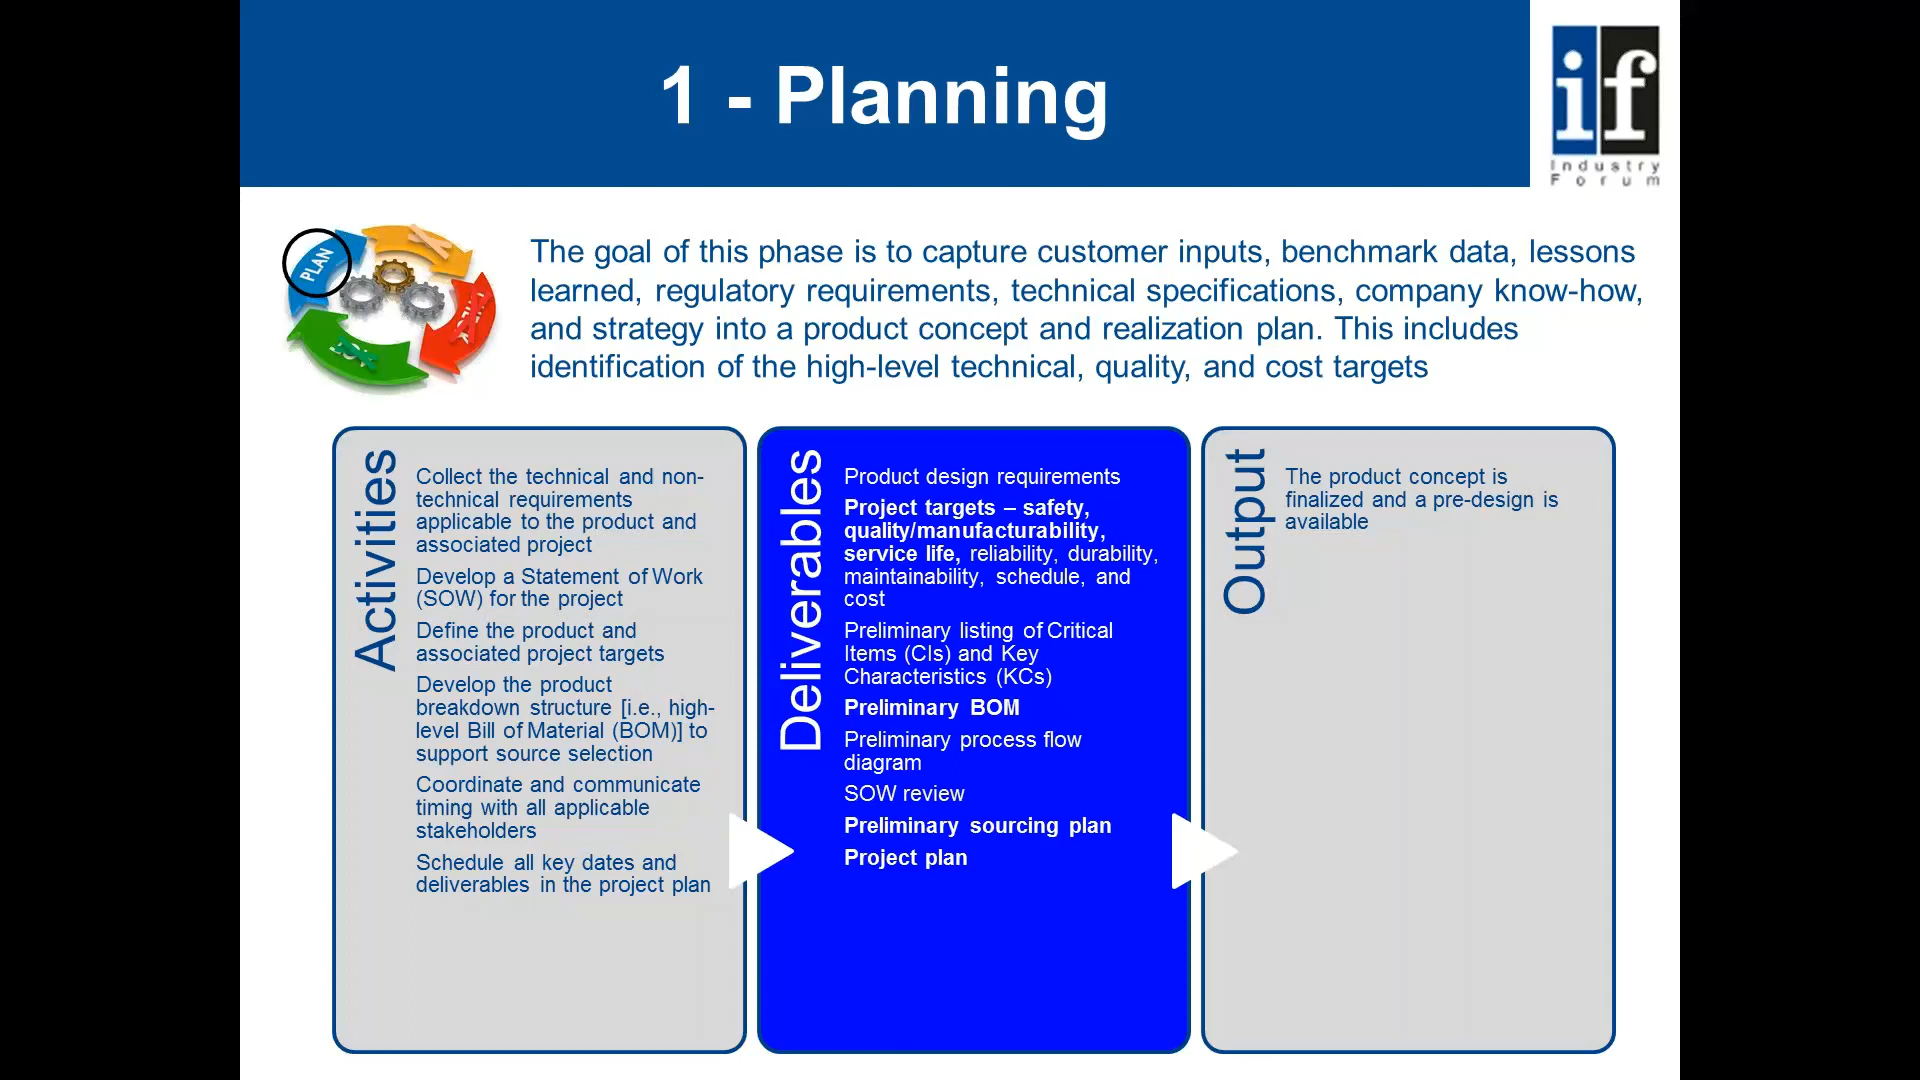 1 - Planning
if
Industry
Forum
PLAN
The goal of this phase is to capture customer inputs, benchmark data, lessons
learned, regulatory requirements, technical specifications, company know-how,
and strategy into a product concept and realization plan. This includes
identification of the high-level technical, quality, and cost targets
Activities
Collect the technical and non-
technical requirements
applicable to the product and
associated project
Develop a Statement of Work
(SOW) for the project
Define the product and
associated project targets
Develop the product
breakdown structure [i.e., high-
level Bill of Material (BOM)] to
support source selection
Coordinate and communicate
timing with all applicable
stakeholders
Schedule all key dates and
deliverables in the project plan
Deliverables
Product design requirements
Project targets – safety,
quality/manufacturability,
service life, reliability, durability,
maintainability, schedule, and
cost
Preliminary listing of Critical
Items (CIs) and Key
Characteristics (KCs)
Preliminary BOM
Preliminary process flow
diagram
SOW review
Preliminary sourcing plan
Project plan
Output
The product concept is
finalized and a pre-design is
available